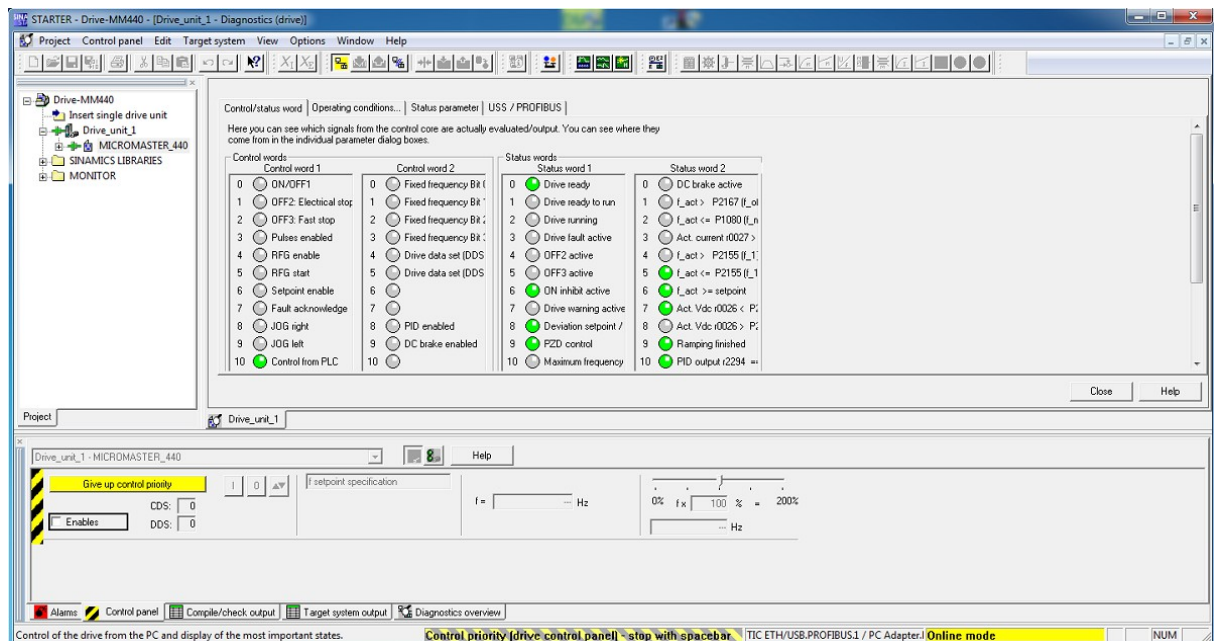 STARTER - Drive-MM440 - [Drive_unit_1 - Diagnostics (drive)]
Project Control panel Edit Target system View Options Window Help
Drive-MM440
Insert single drive unit
Drive_unit_1
MICROMASTER_440
SINAMICS LIBRARIES
MONITOR
Project
Control/status word Operating conditions... Status parameter USS / PROFIBUS
Here you can see which signals from the control core are actually evaluated/output. You can see where they
come from in the individual parameter dialog boxes.
Control words
Control word 1
0 ON/OFF1
1 OFF2: Electrical stop
2 OFF3: Fast stop
3 Pulses enabled
4 RFG enable
5 RFG start
6 Setpoint enable
7 Fault acknowledge
8 JOG right
9 JOG left
10 Control from PLC
Control word 2
0 Fixed frequency Bit
1 Fixed frequency Bit
2 Fixed frequency Bit
3 Fixed frequency Bit
4 Drive data set (DDS
5 Drive data set (DDS
6
7
8 PID enabled
9 DC brake enabled
10
Status words
Status word 1
0 Drive ready
1 Drive ready to run
2 Drive running
3 Drive fault active
4 OFF2 active
5 OFF3 active
6 ON inhibit active
7 Drive warning active
8 Deviation setpoint /
9 PZD control
10 Maximum frequency
Status word 2
0 DC brake active
1 f_act > P2167 (f_o
2 f_act <= P1080 (f_
3 Act. current r0027 >
4 f_act > P2155 (f_1
5 f_act <= P2155 (f_1
6 f_act >= setpoint
7 Act. Vdc r0026 < P
8 Act. Vdc r0026 > P
9 Ramping finished
10 PID output r2294 =
Close Help
Drive_unit_1
Drive_unit_1 - MICROMASTER_440
Help
Give up control priority
I 0
f setpoint specification
CDS: 0
Enables
DDS: 0
f = --- Hz
0% f x 100 % = 200%
--- Hz
Alarms Control panel Compile/check output Target system output Diagnostics overview
Control of the drive from the PC and display of the most important states.
Control priority [drive control panel] - stop with spacebar
TIC ETH/USB.PROFIBUS.1 / PC Adapter.
Online mode
NUM